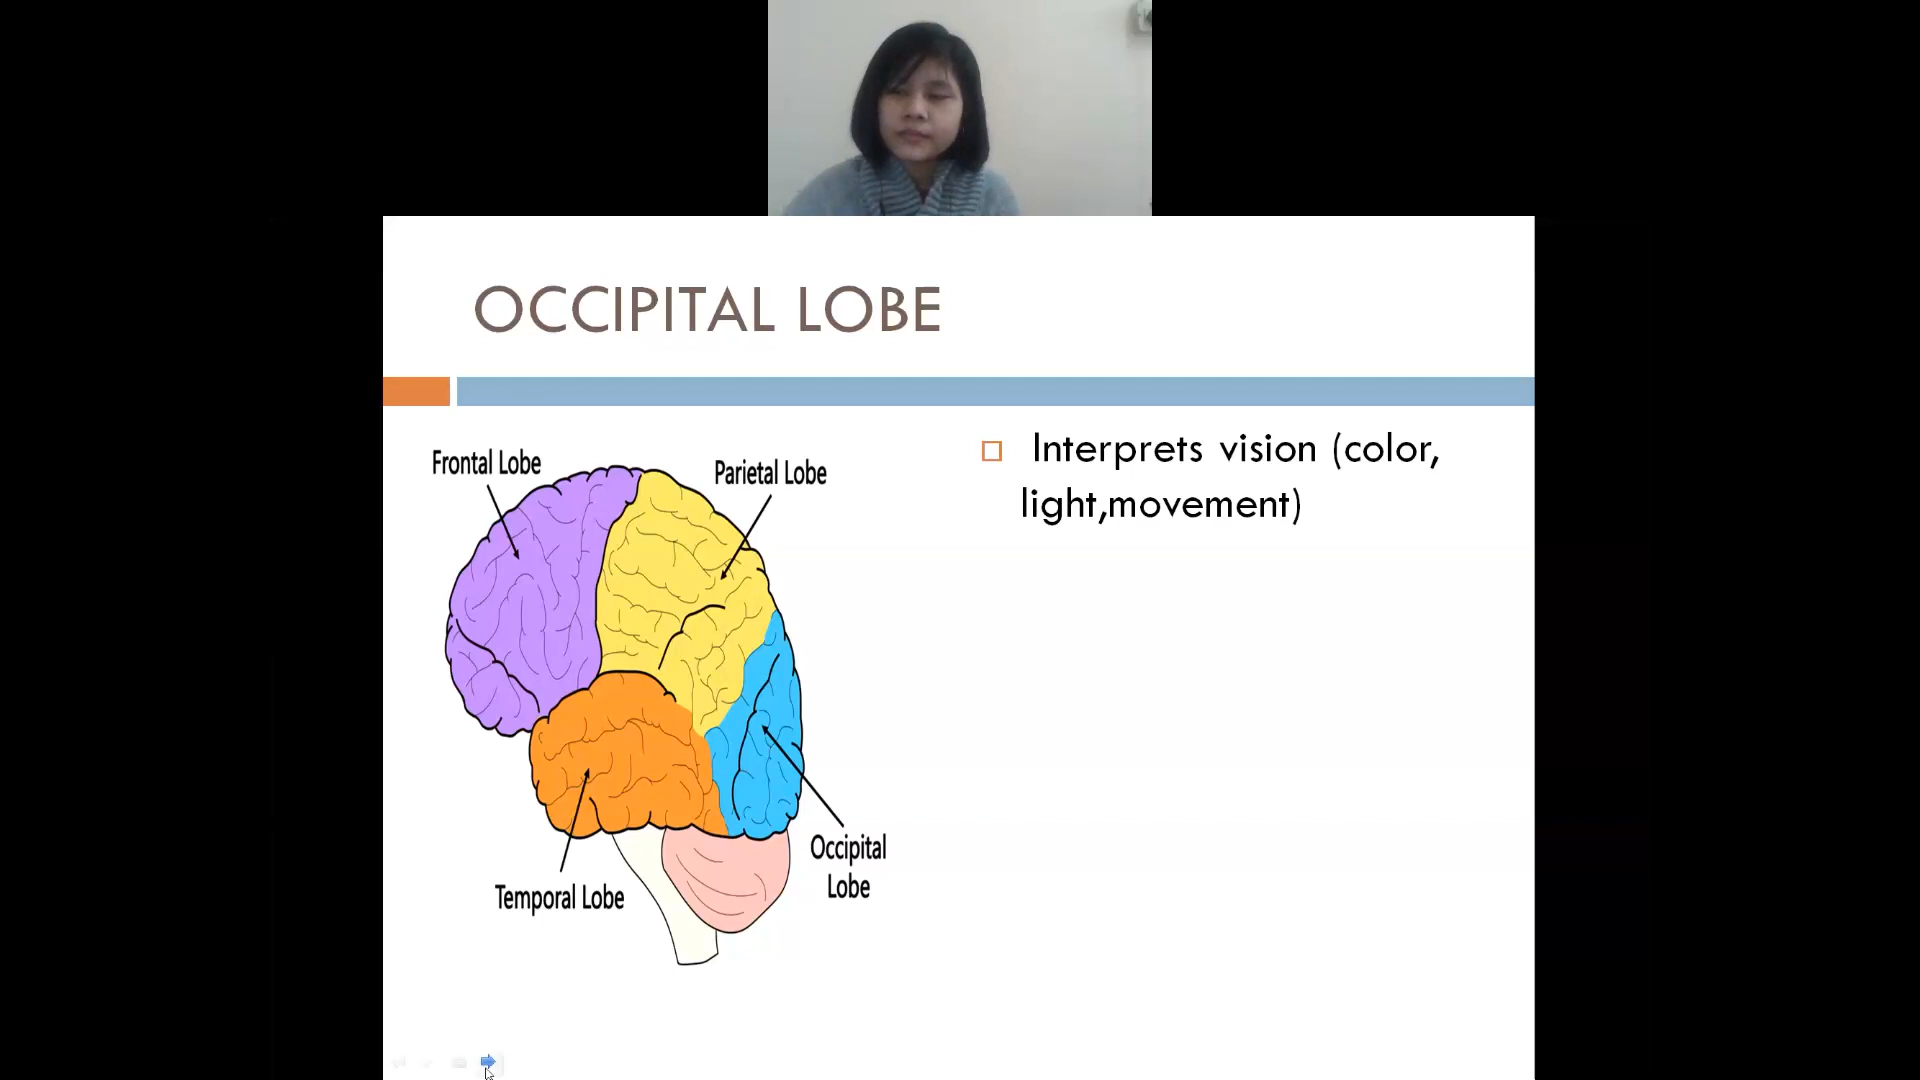 OCCIPITAL LOBE
Frontal Lobe
Parietal Lobe
Interprets vision (color,
light,movement)
Occipital
Lobe
Temporal Lobe